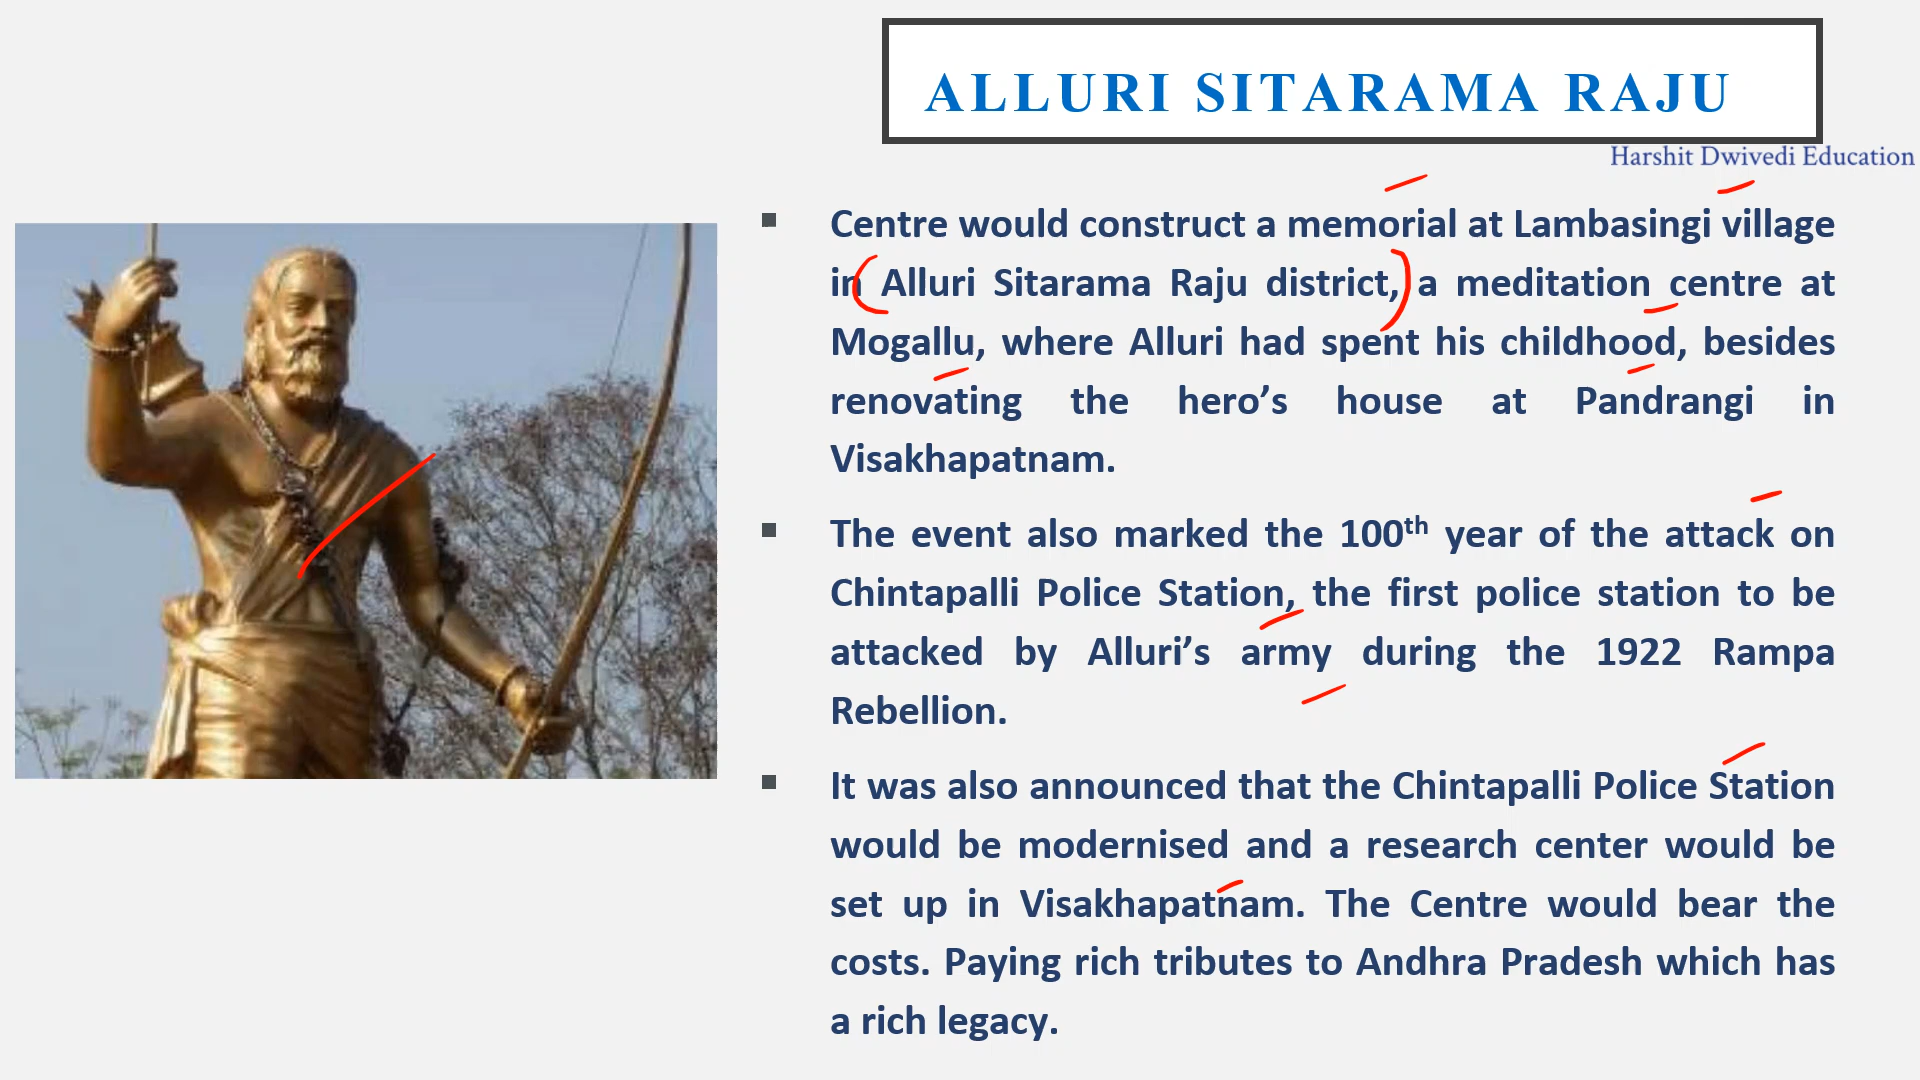 ALLURI SITARAMA RAJU
Harshit Dwivedi Education
▪ Centre would construct a memorial at Lambasingi village
in Alluri Sitarama Raju district, a meditation centre at
Mogallu, where Alluri had spent his childhood, besides
renovating the hero’s house at Pandrangi in
Visakhapatnam.
▪ The event also marked the 100th year of the attack on
Chintapalli Police Station, the first police station to be
attacked by Alluri’s army during the 1922 Rampa
Rebellion.
▪ It was also announced that the Chintapalli Police Station
would be modernised and a research center would be
set up in Visakhapatnam. The Centre would bear the
costs. Paying rich tributes to Andhra Pradesh which has
a rich legacy.